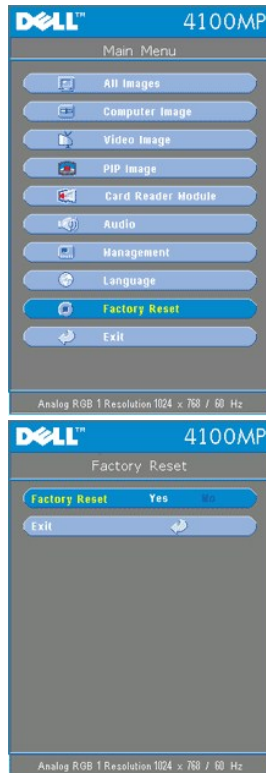 DELL™ 4100MP
Main Menu
All Images
Computer Image
Video Image
PIP Image
Card Reader Module
Audio
Management
Language
Factory Reset
Exit
Analog RGB 1 Resolution 1024 x 768 / 60 Hz
DELL™ 4100MP
Factory Reset
Factory Reset Yes No
Exit
Analog RGB 1 Resolution 1024 x 768 / 60 Hz